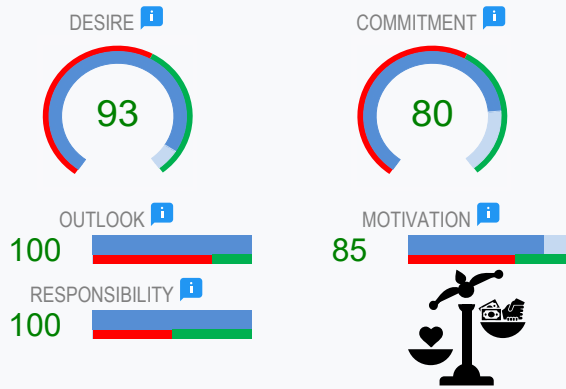 DESIRE i
COMMITMENT i
93
80
OUTLOOK i
MOTIVATION i
100
85
RESPONSIBILITY i
100